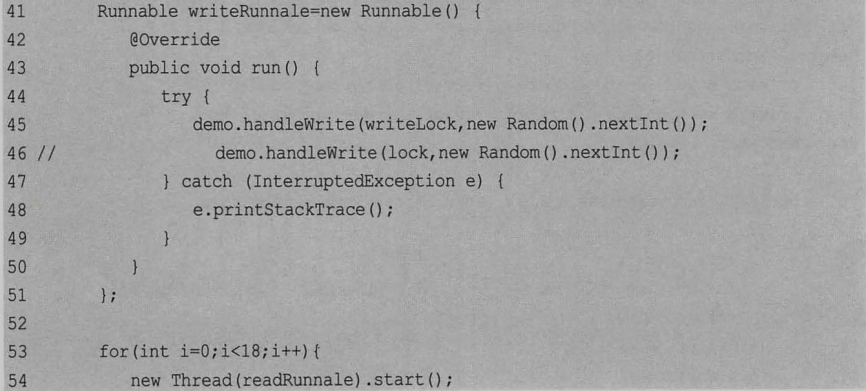 41 Runnable writeRunnale=new Runnable() {
42 @Override
43 public void run() {
44 try {
45 demo.handleWrite(writeLock,new Random().nextInt());
46 // demo.handleWrite(lock,new Random().nextInt());
47 } catch (InterruptedException e) {
48 e.printStackTrace();
49 }
50 }
51 };
52
53 for(int i=0;i<18;i++){
54 new Thread(readRunnale).start();